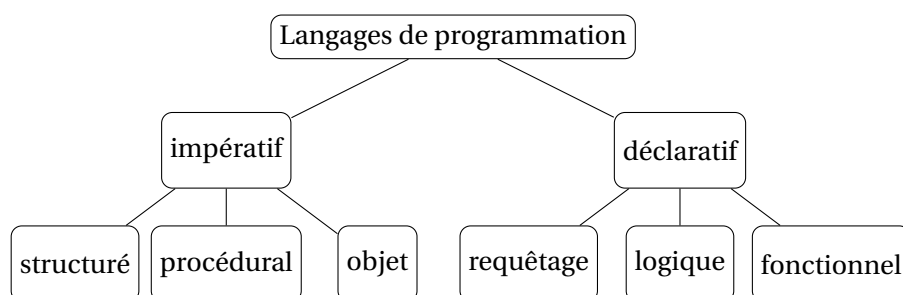 Langages de programmation
impératif
déclaratif
structuré
procédural
objet
requêtage
logique
fonctionnel